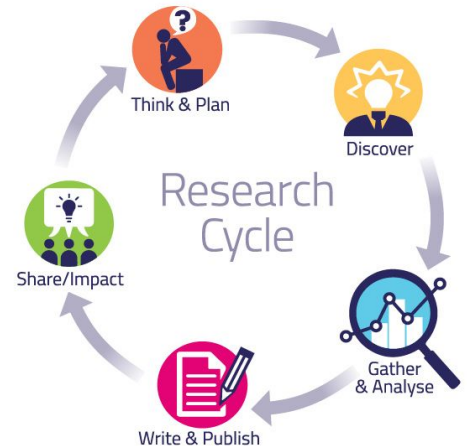 Think & Plan
Discover
Research
Cycle
Share/Impact
Gather
& Analyse
Write & Publish
?